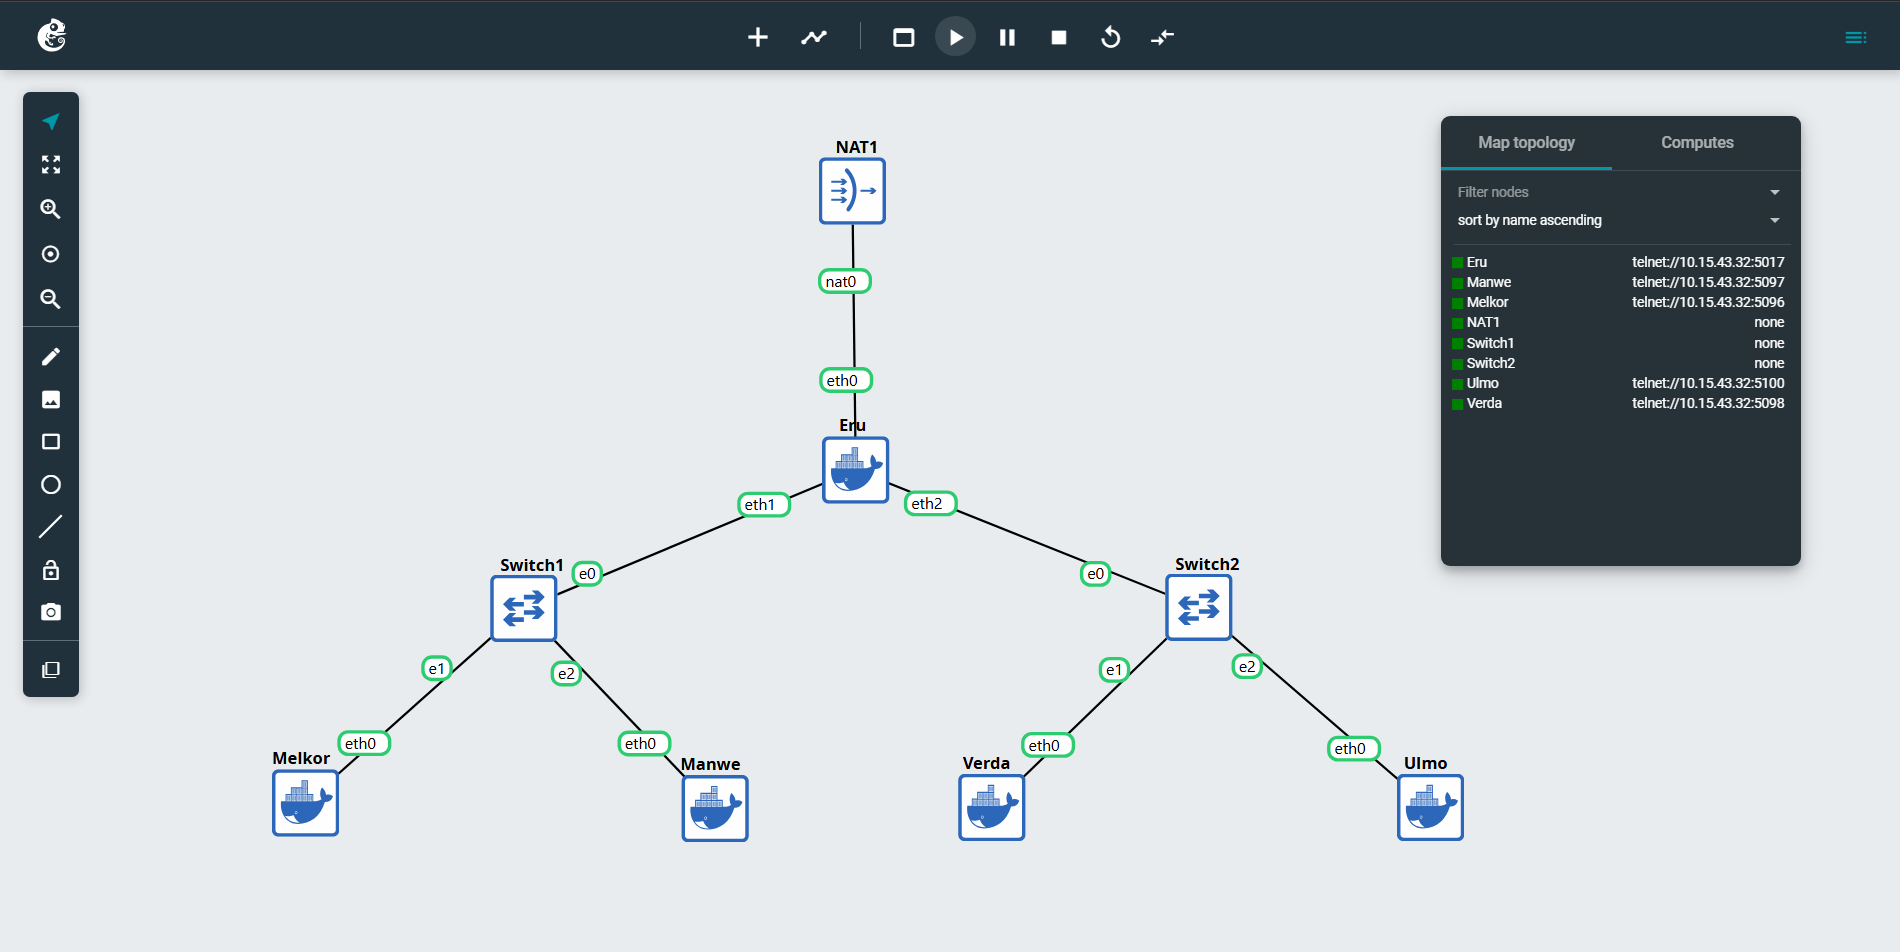 NAT1
nat0
eth0
Eru
eth1
eth2
Switch1
e0
e0
Switch2
e1
e2
e1
e2
eth0
eth0
eth0
eth0
Melkor
Manwe
Verda
Ulmo
Map topology
Computes
Filter nodes
sort by name ascending
Eru telnet://10.15.43.32:5017
Manwe telnet://10.15.43.32:5097
Melkor telnet://10.15.43.32:5096
NAT1 none
Switch1 none
Switch2 none
Ulmo telnet://10.15.43.32:5100
Verda telnet://10.15.43.32:5098